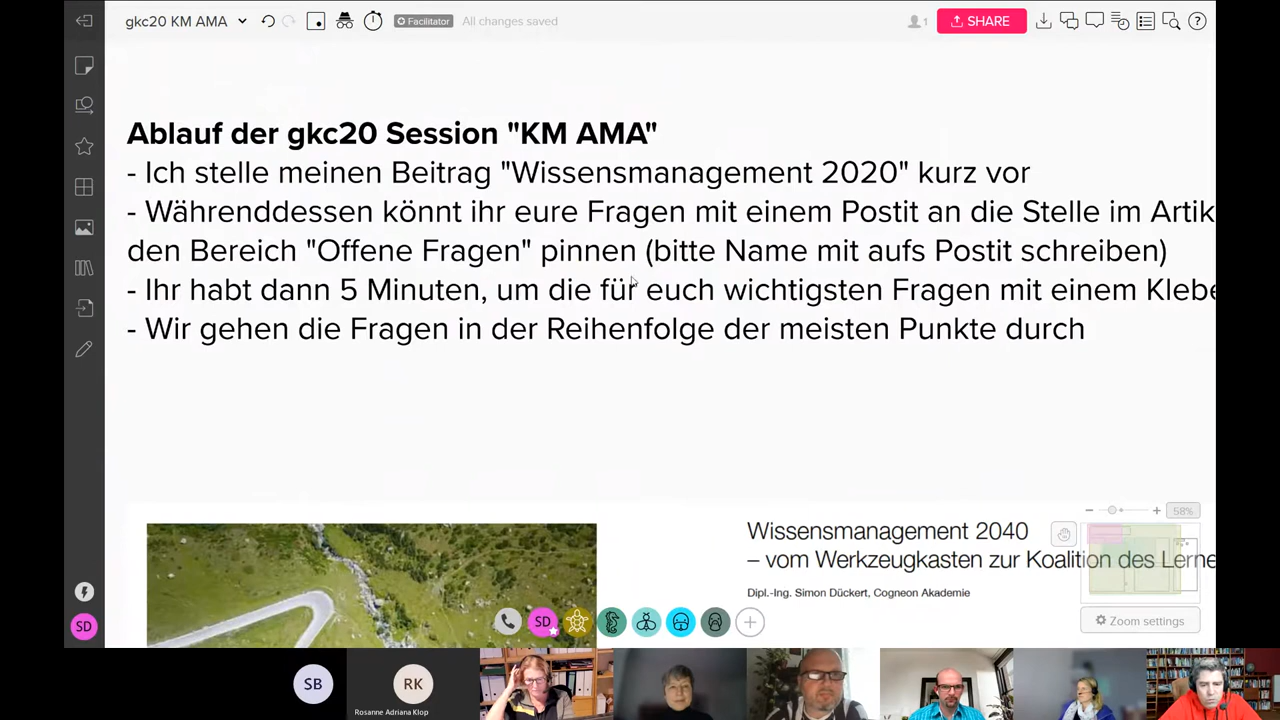 gkc20 KM AMA
Facilitator
All changes saved
1
SHARE
?
Ablauf der gkc20 Session "KM AMA"
- Ich stelle meinen Beitrag "Wissensmanagement 2020" kurz vor
- Währenddessen könnt ihr eure Fragen mit einem Postit an die Stelle im Artik
den Bereich "Offene Fragen" pinnen (bitte Name mit aufs Postit schreiben)
- Ihr habt dann 5 Minuten, um die für euch wichtigsten Fragen mit einem Klebe
- Wir gehen die Fragen in der Reihenfolge der meisten Punkte durch
58%
Wissensmanagement 2040
– vom Werkzeugkasten zur Koalition des Lerne
Dipl.-Ing. Simon Dückert, Cogneon Akademie
Zoom settings
SD
SD
SB
RK
Rosanne Adriana Klop